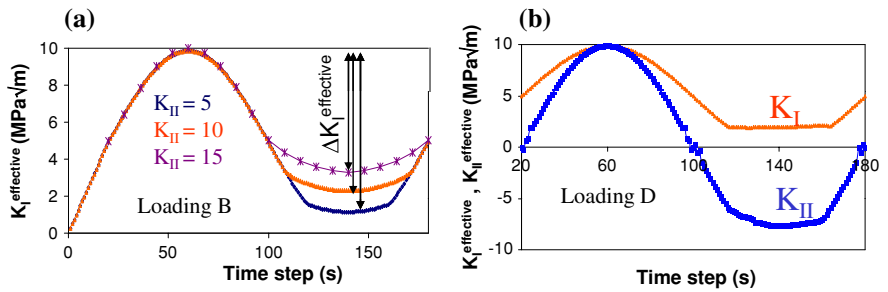 (a)
K_I^effective (MPa√m)
10
8
6
4
2
0
K_II = 5
K_II = 10
K_II = 15
ΔK_I^effective
Loading B
0 50 100 150
Time step (s)
(b)
K_I^effective , K_II^effective (MPa√m)
10
5
0
-5
-10
20 60 100 140 180
K_I
K_II
Loading D
Time step (s)